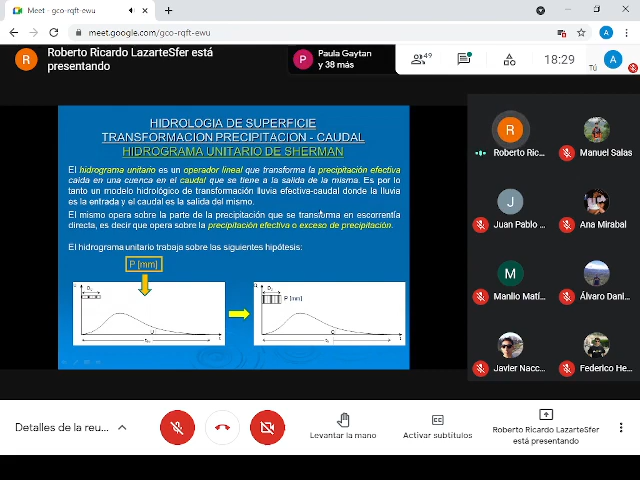 Meet - gco-rqft-ewu
meet.google.com/gco-rqft-ewu
R
Roberto Ricardo LazarteSfer está
presentando
P
Paula Gaytan
y 38 más
49
18:29
A
Tú
HIDROLOGIA DE SUPERFICIE
TRANSFORMACION PRECIPITACION - CAUDAL
HIDROGRAMA UNITARIO DE SHERMAN
El hidrograma unitario es un operador lineal que transforma la precipitación efectiva
caída en una cuenca en el caudal que se tiene a la salida de la misma. Es por lo
tanto un modelo hidrológico de transformación lluvia efectiva-caudal donde la lluvia
es la entrada y el caudal es la salida del mismo.
El mismo opera sobre la parte de la precipitación que se transforma en escorrentía
directa, es decir que opera sobre la precipitación efectiva o exceso de precipitación.
El hidrograma unitario trabaja sobre las siguientes hipótesis:
P [mm]
P [mm]
R
Roberto Ric...
Manuel Salas
J
Juan Pablo ...
Ana Mirabal
M
Manlio Matí...
Álvaro Dani...
Javier Nacc...
Federico He...
Detalles de la reu...
Levantar la mano
Activar subtítulos
Roberto Ricardo LazarteSfer
está presentando